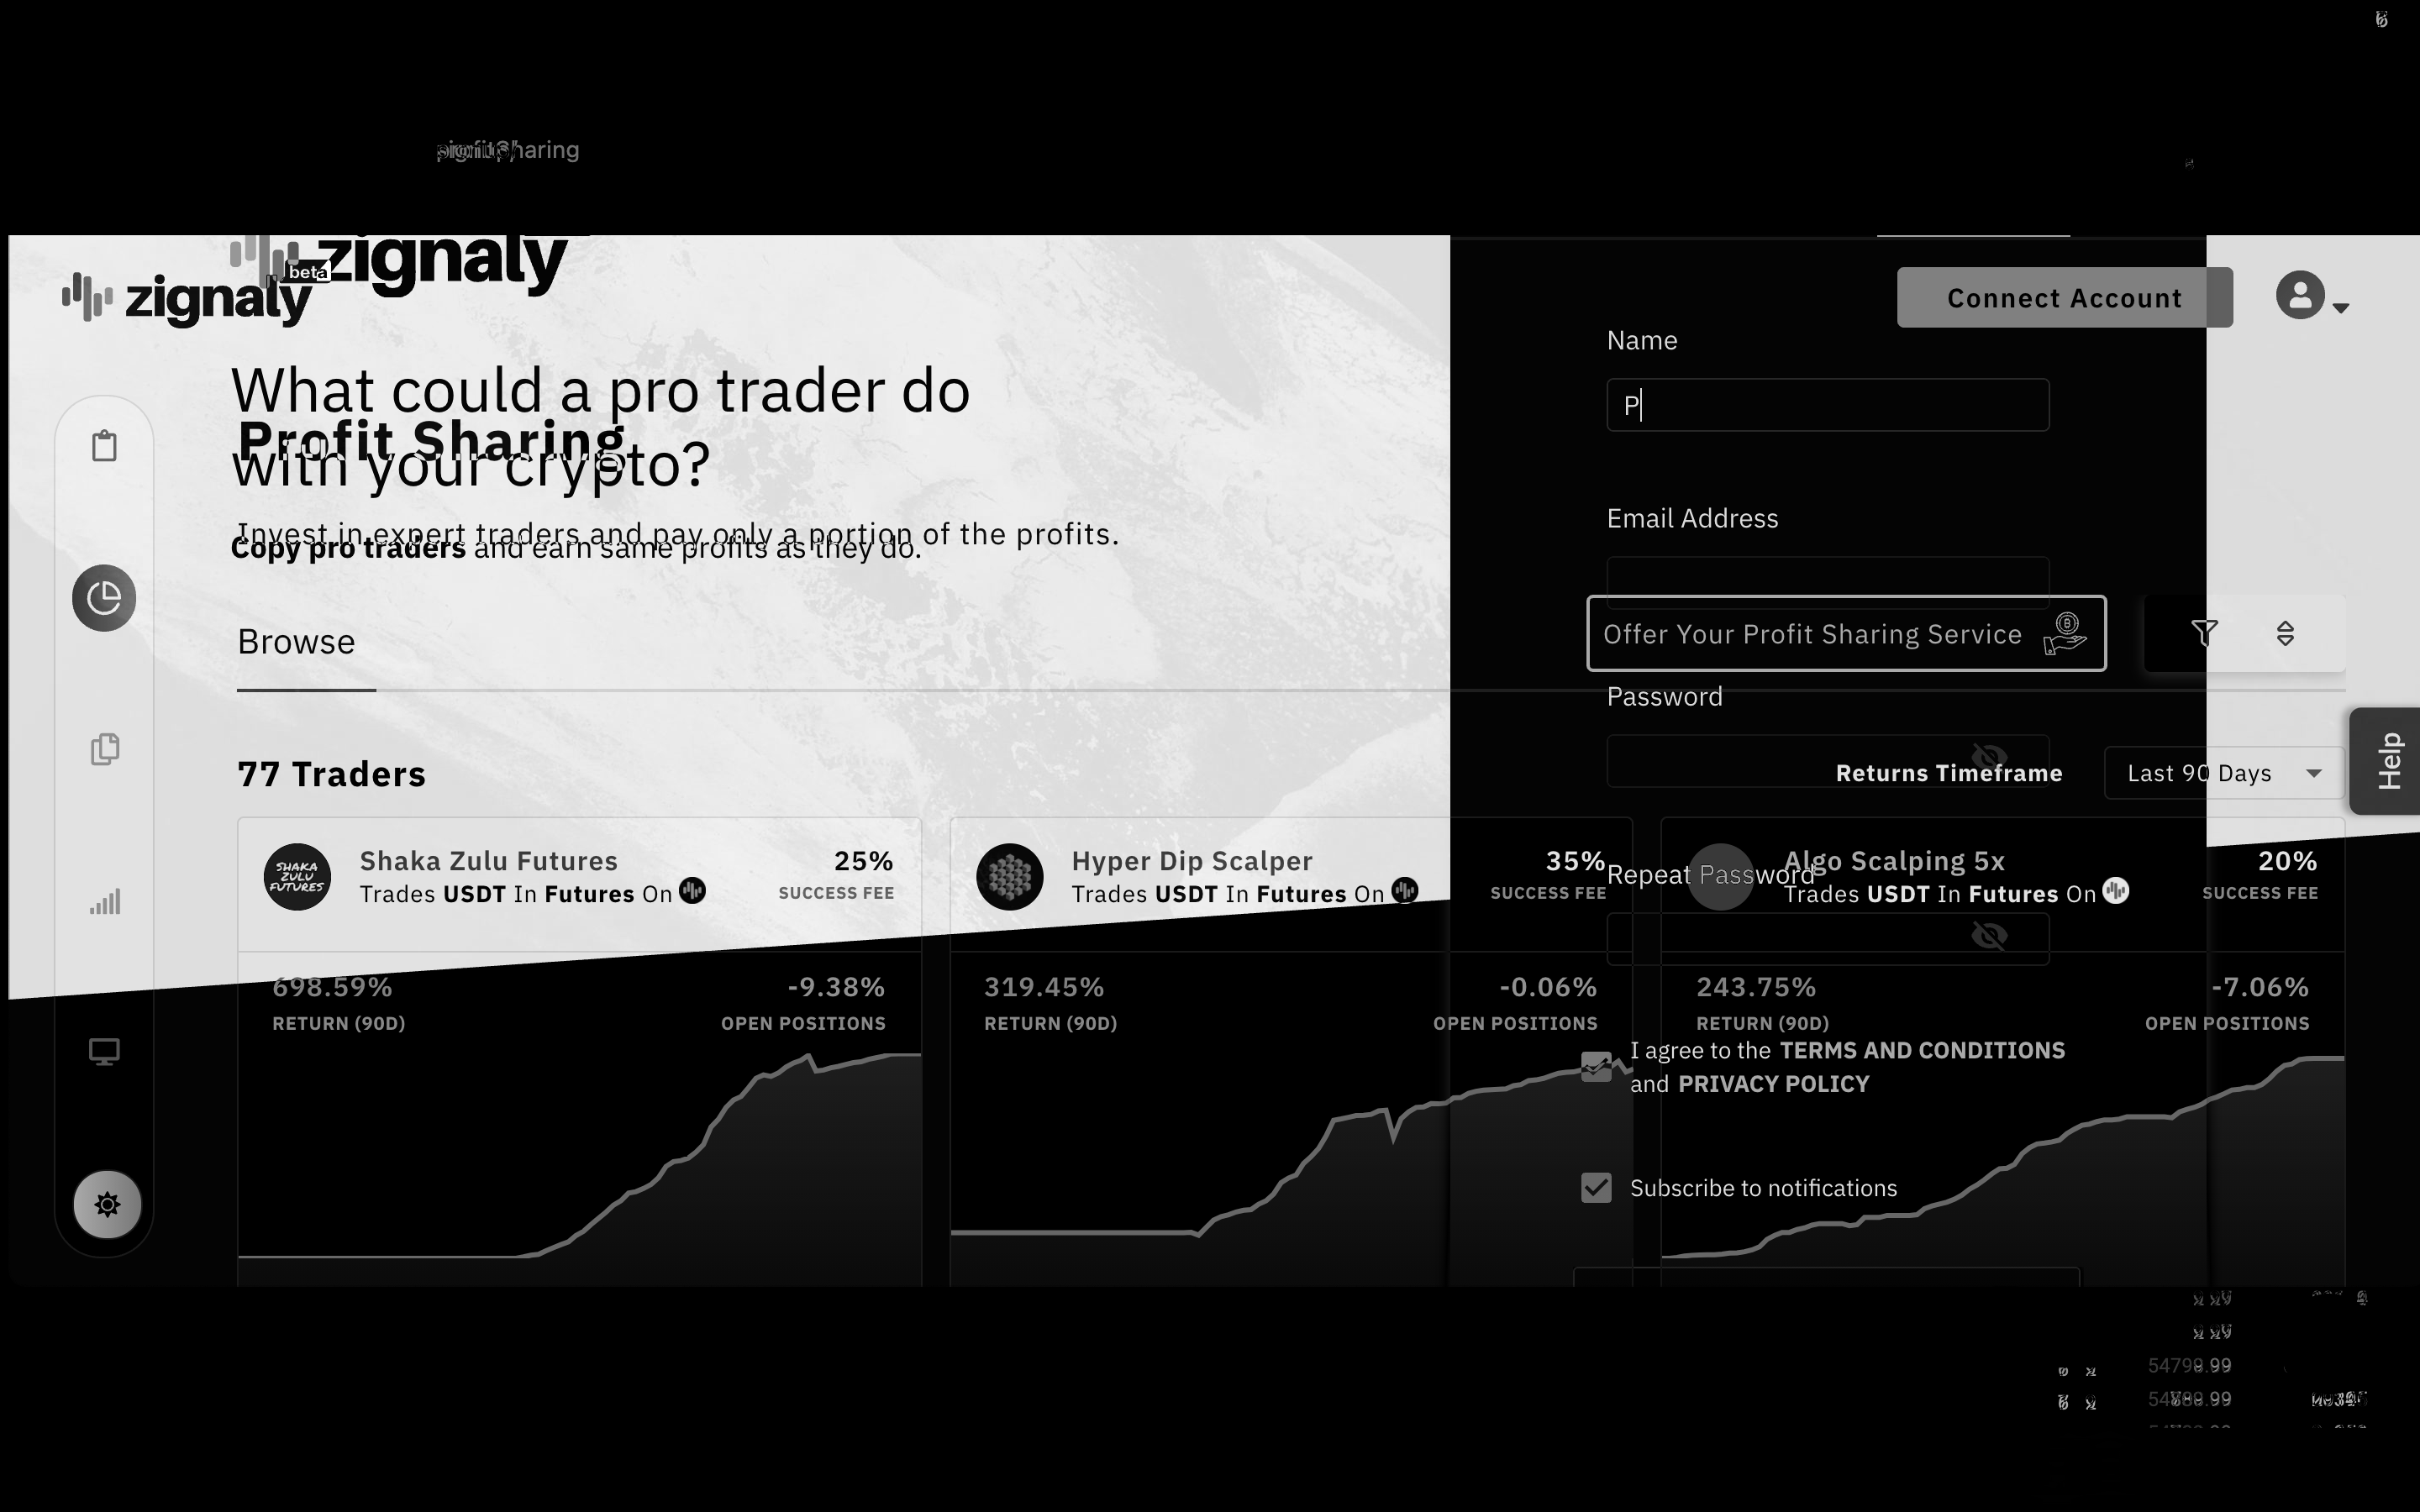 zignaly
beta
zignaly
Connect Account
Name
P
What could a pro trader do
with your crypto?
Profit Sharing
Email Address
Invest in expert traders and pay only a portion of the profits.
Copy pro traders and earn same profits as they do.
Browse
Offer Your Profit Sharing Service
Password
Help
77 Traders
Returns Timeframe
Last 90 Days
SHAKA
ZULU
FUTURES
Shaka Zulu Futures
Trades USDT In Futures On
25%
SUCCESS FEE
Hyper Dip Scalper
Trades USDT In Futures On
35%
SUCCESS FEE
Repeat Password
Algo Scalping 5x
Trades USDT In Futures On
20%
SUCCESS FEE
698.59%
RETURN (90D)
-9.38%
OPEN POSITIONS
319.45%
RETURN (90D)
-0.06%
OPEN POSITIONS
243.75%
RETURN (90D)
-7.06%
OPEN POSITIONS
I agree to the TERMS AND CONDITIONS
and PRIVACY POLICY
Subscribe to notifications